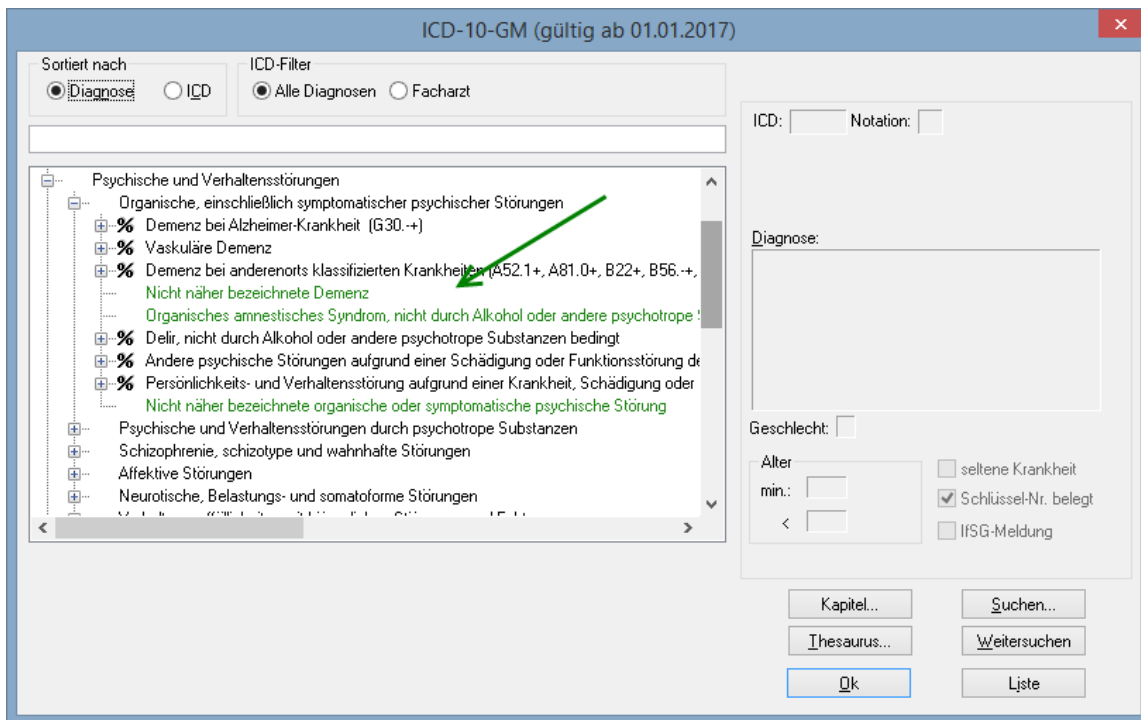 ICD-10-GM (gültig ab 01.01.2017)
Sortiert nach
Diagnose
ICD
ICD-Filter
Alle Diagnosen
Facharzt
Psychische und Verhaltensstörungen
Organische, einschließlich symptomatischer psychischer Störungen
% Demenz bei Alzheimer-Krankheit (G30.-+)
% Vaskuläre Demenz
% Demenz bei anderenorts klassifizierten Krankheiten (A52.1+, A81.0+, B22+, B56.-+,
Nicht näher bezeichnete Demenz
Organisches amnestisches Syndrom, nicht durch Alkohol oder andere psychotrope
% Delir, nicht durch Alkohol oder andere psychotrope Substanzen bedingt
% Andere psychische Störungen aufgrund einer Schädigung oder Funktionsstörung de
% Persönlichkeits- und Verhaltensstörung aufgrund einer Krankheit, Schädigung oder
Nicht näher bezeichnete organische oder symptomatische psychische Störung
Psychische und Verhaltensstörungen durch psychotrope Substanzen
Schizophrenie, schizotype und wahnhafte Störungen
Affektive Störungen
Neurotische, Belastungs- und somatoforme Störungen
ICD:
Notation:
Diagnose:
Geschlecht:
Alter
min.:
<
seltene Krankheit
Schlüssel-Nr. belegt
IfSG-Meldung
Kapitel...
Suchen...
Thesaurus...
Weitersuchen
Ok
Liste